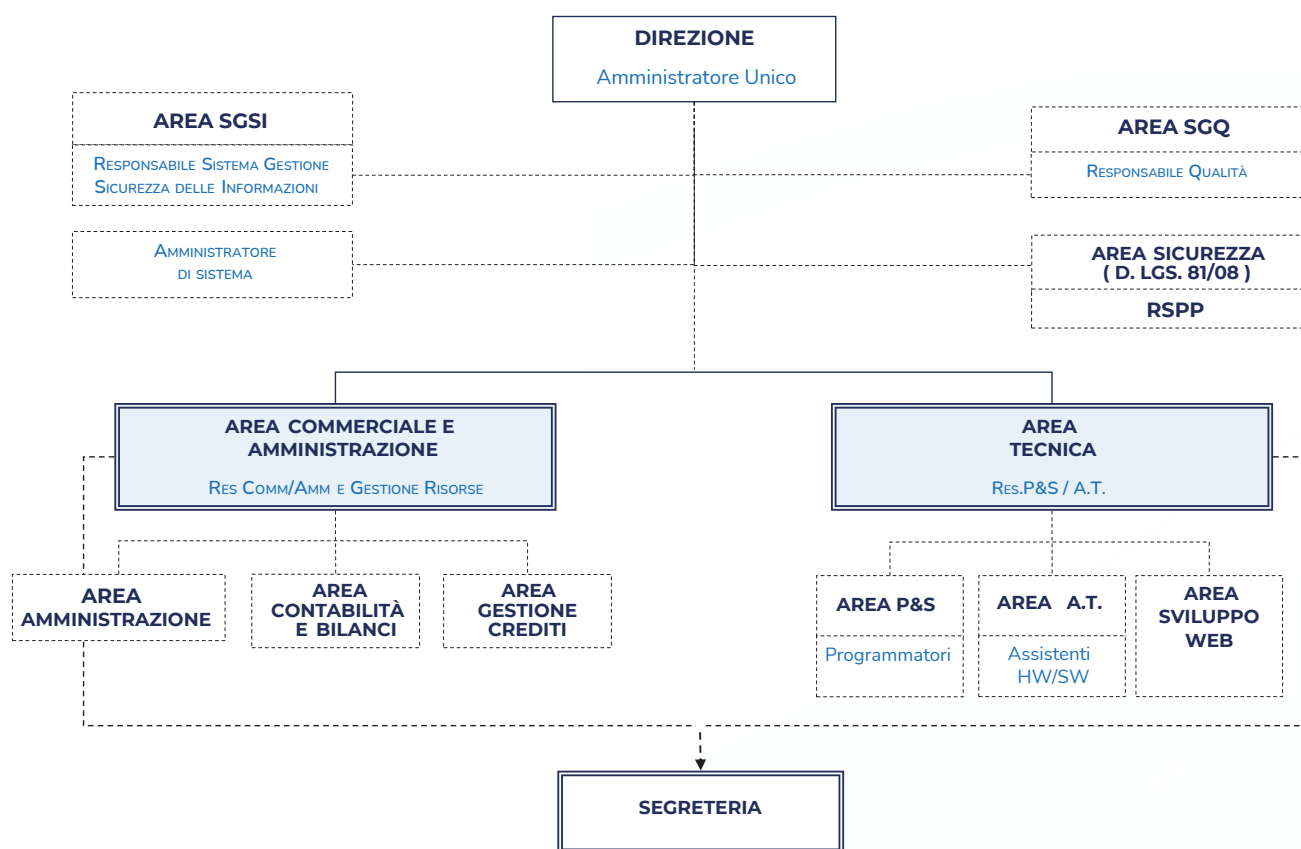 DIREZIONE
Amministratore Unico
AREA SGSI
Responsabile Sistema Gestione
Sicurezza delle Informazioni
AREA SGQ
Responsabile Qualità
Amministratore
di sistema
AREA SICUREZZA
( D. LGS. 81/08 )
RSPP
AREA COMMERCIALE E
AMMINISTRAZIONE
Res Comm/Amm e Gestione Risorse
AREA
TECNICA
Res.P&S / A.T.
AREA
AMMINISTRAZIONE
AREA
CONTABILITÀ
E BILANCI
AREA
GESTIONE
CREDITI
AREA P&S
Programmatori
AREA A.T.
Assistenti
HW/SW
AREA
SVILUPPO
WEB
SEGRETERIA